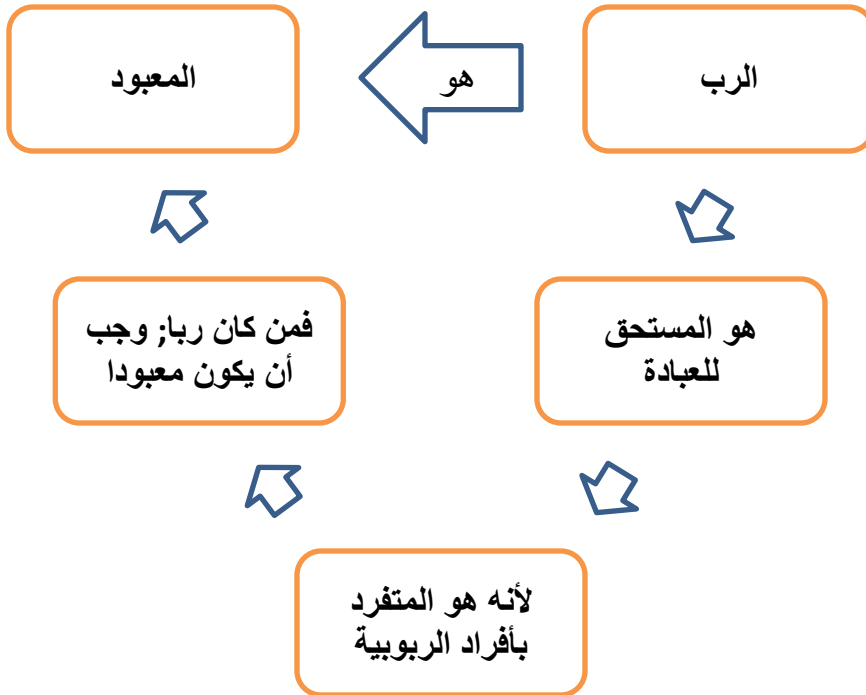 الرب
هو
المعبود
هو المستحق
للعبادة
فمن كان ربا; وجب
أن يكون معبودا
لأنه هو المتفرد
بأفراد الربوبية